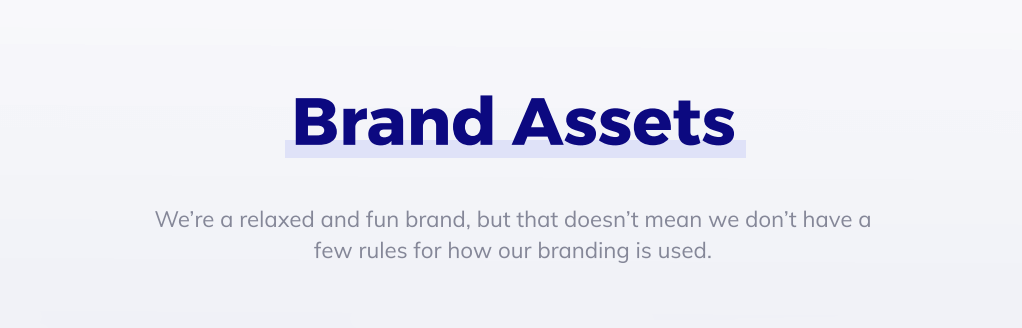 Brand Assets
We’re a relaxed and fun brand, but that doesn’t mean we don’t have a
few rules for how our branding is used.